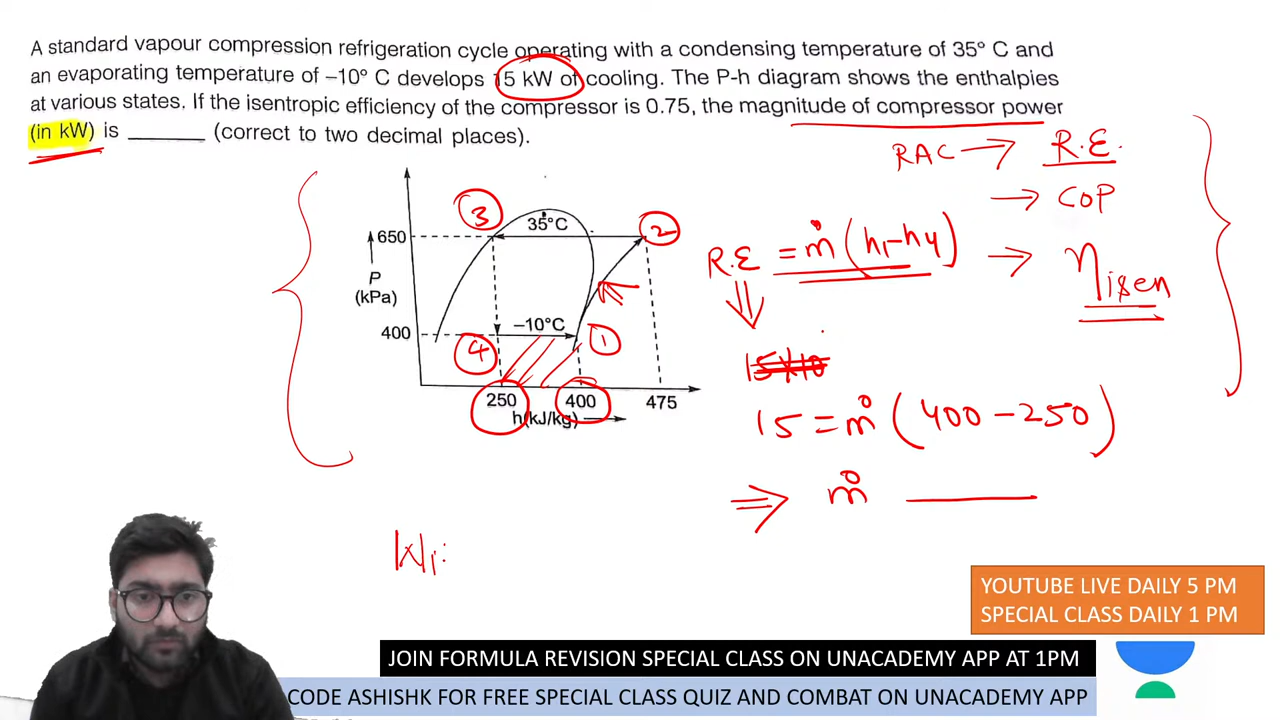 A standard vapour compression refrigeration cycle operating with a condensing temperature of 35° C and
an evaporating temperature of –10° C develops 15 kW of cooling. The P-h diagram shows the enthalpies
at various states. If the isentropic efficiency of the compressor is 0.75, the magnitude of compressor power
(in kW) is ________ (correct to two decimal places).
RAC → R.E.
→ COP
→ ηisen
R.E = ṁ(h1-h4)
15×10
15 = ṁ(400-250)
⇒ ṁ
3
35°C
2
650
P
(kPa)
–10°C
400
4
1
250
400
475
h(kJ/kg)
YOUTUBE LIVE DAILY 5 PM
SPECIAL CLASS DAILY 1 PM
JOIN FORMULA REVISION SPECIAL CLASS ON UNACADEMY APP AT 1PM
CODE ASHISHK FOR FREE SPECIAL CLASS QUIZ AND COMBAT ON UNACADEMY APP